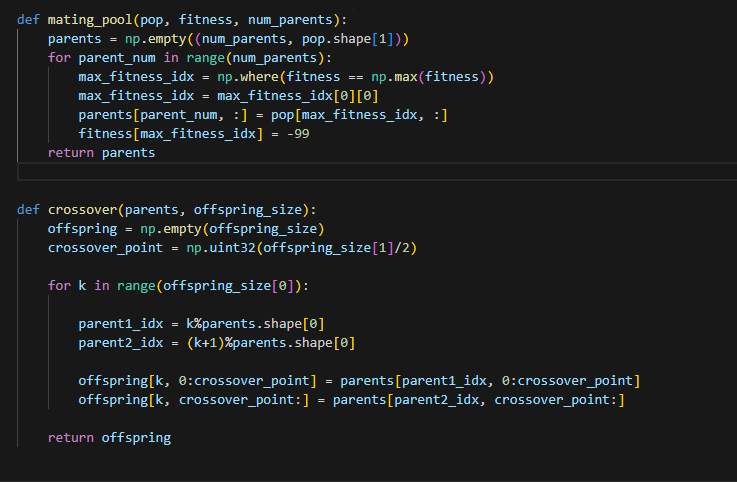 def mating_pool(pop, fitness, num_parents):
    parents = np.empty((num_parents, pop.shape[1]))
    for parent_num in range(num_parents):
        max_fitness_idx = np.where(fitness == np.max(fitness))
        max_fitness_idx = max_fitness_idx[0][0]
        parents[parent_num, :] = pop[max_fitness_idx, :]
        fitness[max_fitness_idx] = -99
    return parents
def crossover(parents, offspring_size):
    offspring = np.empty(offspring_size)
    crossover_point = np.uint32(offspring_size[1]/2)
    for k in range(offspring_size[0]):
        parent1_idx = k%parents.shape[0]
        parent2_idx = (k+1)%parents.shape[0]
        offspring[k, 0:crossover_point] = parents[parent1_idx, 0:crossover_point]
        offspring[k, crossover_point:] = parents[parent2_idx, crossover_point:]
    return offspring